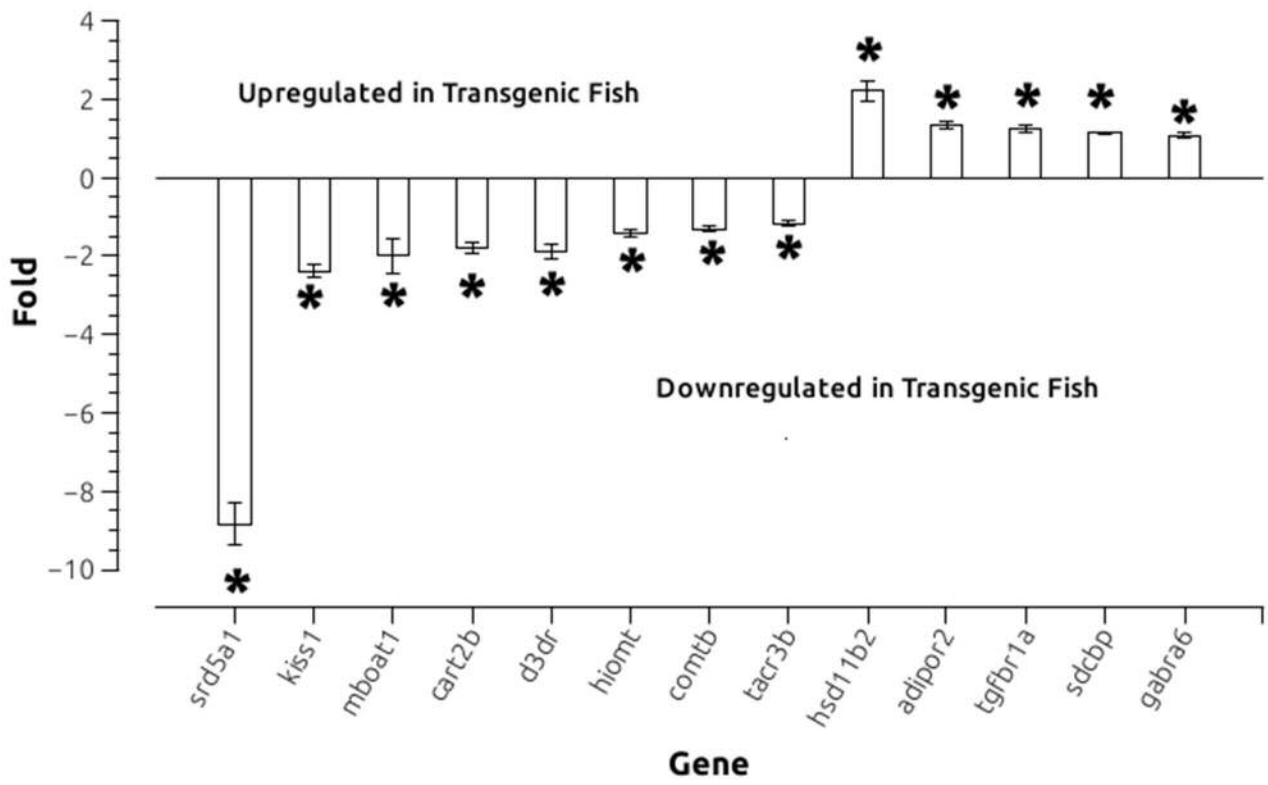 4
2
0
−2
−4
−6
−8
−10
Fold
Upregulated in Transgenic Fish
* * * * *
* * * * * * * *
Downregulated in Transgenic Fish
srd5a1
kiss1
mboat1
cart2b
d3dr
hiomt
comtb
tacr3b
hsd11b2
adipor2
tgfbr1a
sdcbp
gabra6
Gene